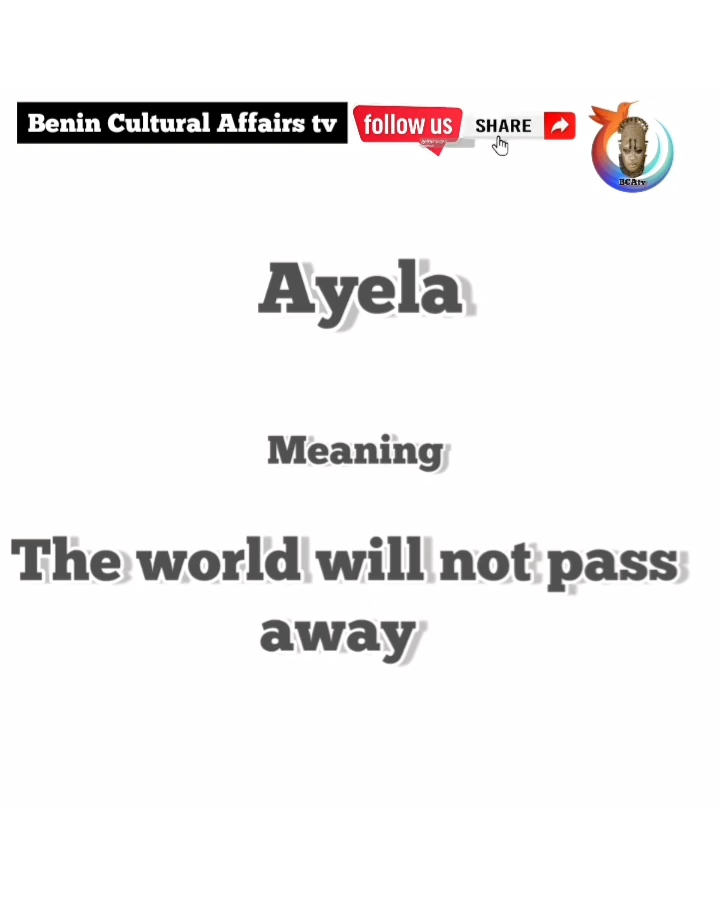 Benin Cultural Affairs tv
follow us
SHARE
BCAtv
Ayela
Meaning
The world will not pass
away